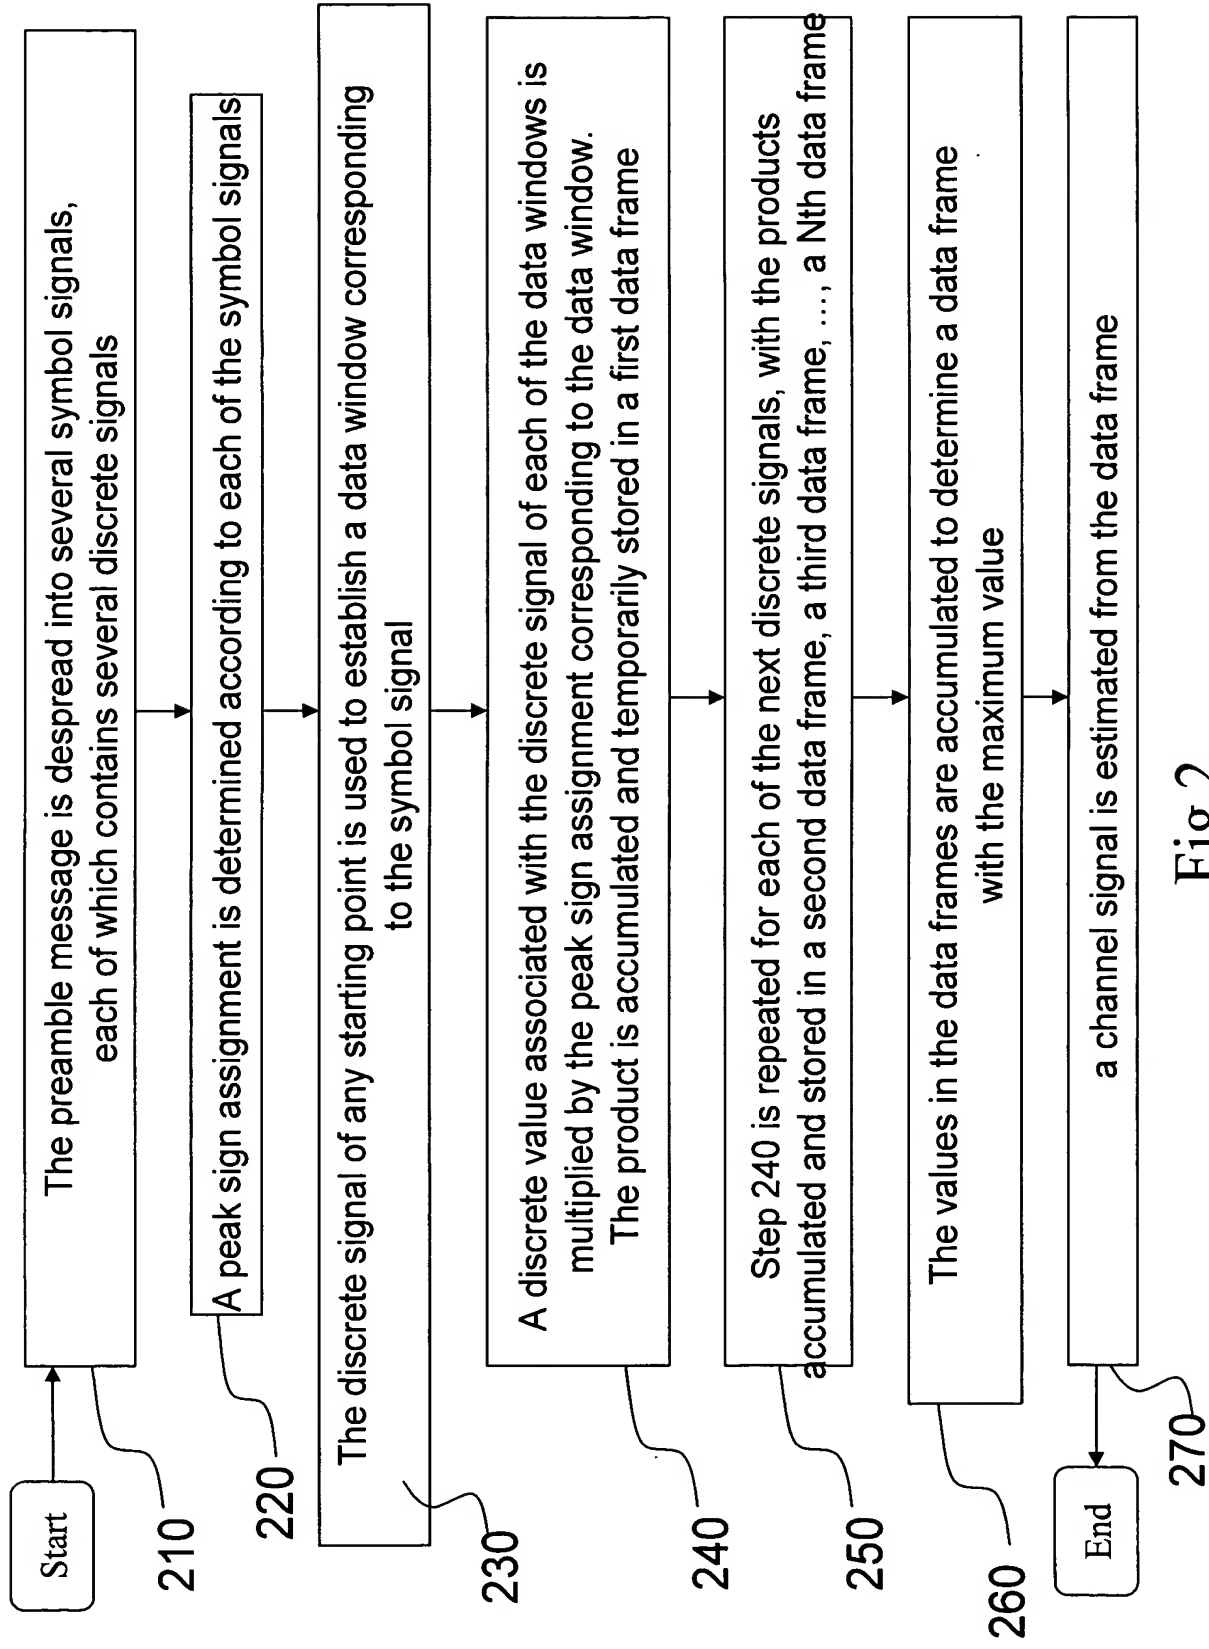 Start
The preamble message is despread into several symbol signals,
each of which contains several discrete signals
210
A peak sign assignment is determined according to each of the symbol signals
220
The discrete signal of any starting point is used to establish a data window corresponding
to the symbol signal
230
A discrete value associated with the discrete signal of each of the data windows is
multiplied by the peak sign assignment corresponding to the data window.
The product is accumulated and temporarily stored in a first data frame
240
Step 240 is repeated for each of the next discrete signals, with the products
accumulated and stored in a second data frame, a third data frame, ...., a Nth data frame
250
The values in the data frames are accumulated to determine a data frame
with the maximum value
260
a channel signal is estimated from the data frame
270
End
Fig 2